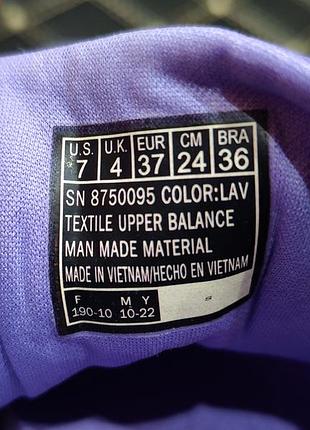 U.S. U.K. EUR CM BRA
7 4 37 24 36
SN 8750095 COLOR:LAV
TEXTILE UPPER BALANCE
MAN MADE MATERIAL
MADE IN VIETNAM/HECHO EN VIETNAM
F M Y S
190-10 10-22